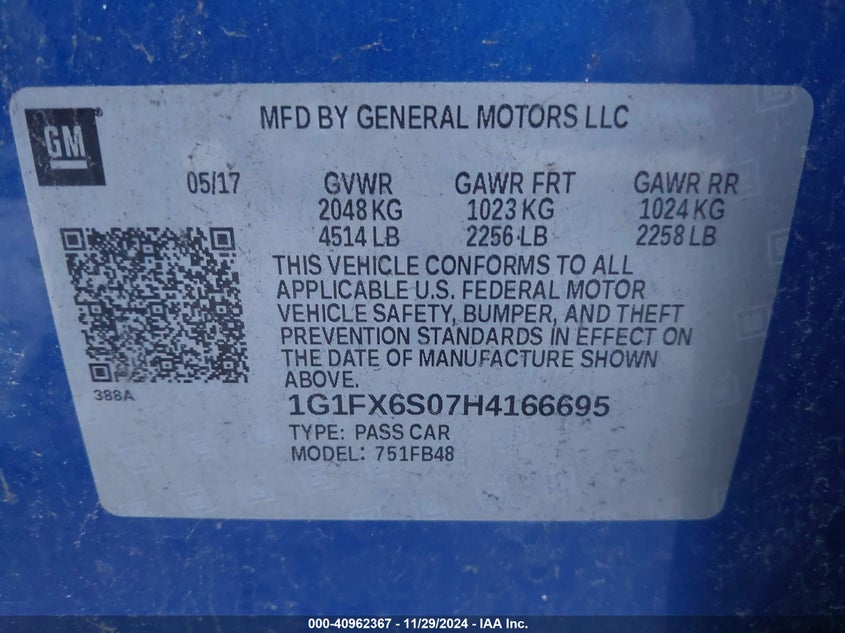 GM
MFD BY GENERAL MOTORS LLC
05/17 GVWR GAWR FRT GAWR RR
2048 KG 1023 KG 1024 KG
4514 LB 2256 LB 2258 LB
THIS VEHICLE CONFORMS TO ALL
APPLICABLE U.S. FEDERAL MOTOR
VEHICLE SAFETY, BUMPER, AND THEFT
PREVENTION STANDARDS IN EFFECT ON
THE DATE OF MANUFACTURE SHOWN
ABOVE.
388A
1G1FX6S07H4166695
TYPE: PASS CAR
MODEL: 751FB48
000-40962367 - 11/29/2024 - IAA Inc.